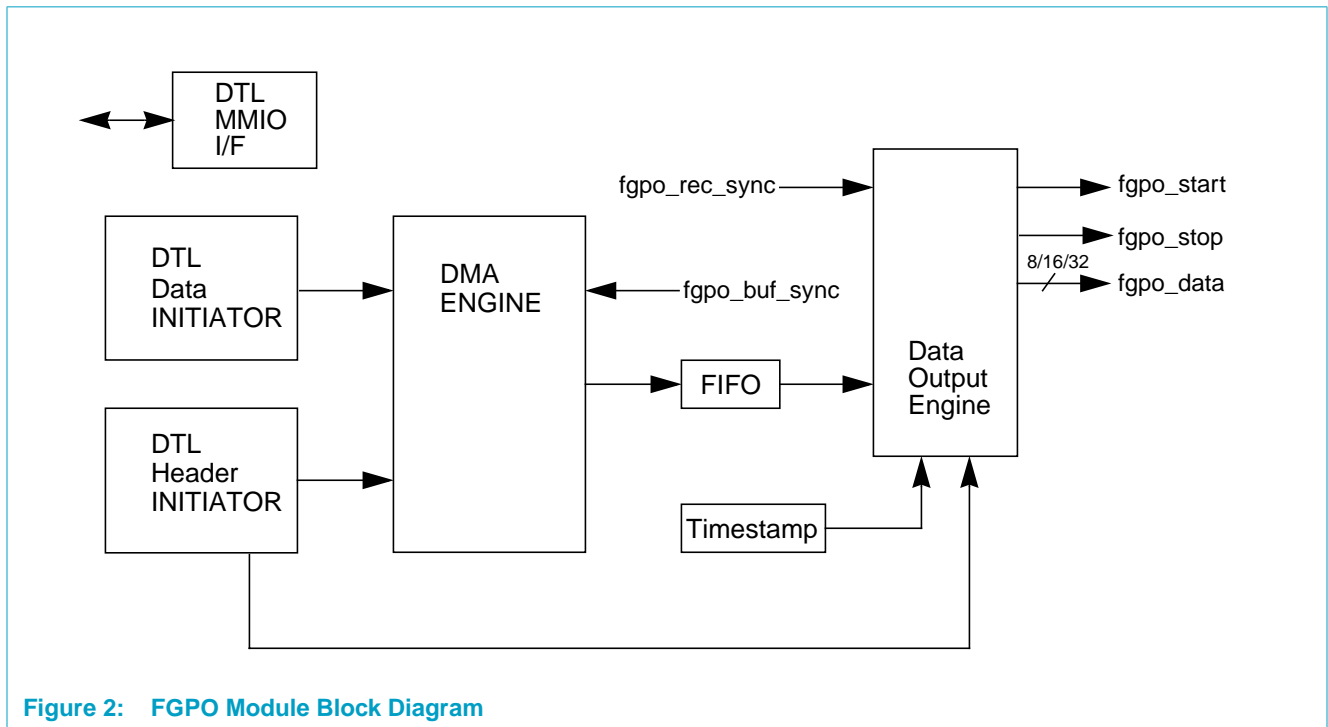 DTL
MMIO
I/F
fgpo_rec_sync
fgpo_start
fgpo_stop
8/16/32
fgpo_data
DTL
Data
INITIATOR
DMA
ENGINE
fgpo_buf_sync
FIFO
Data
Output
Engine
DTL
Header
INITIATOR
Timestamp
Figure 2: FGPO Module Block Diagram